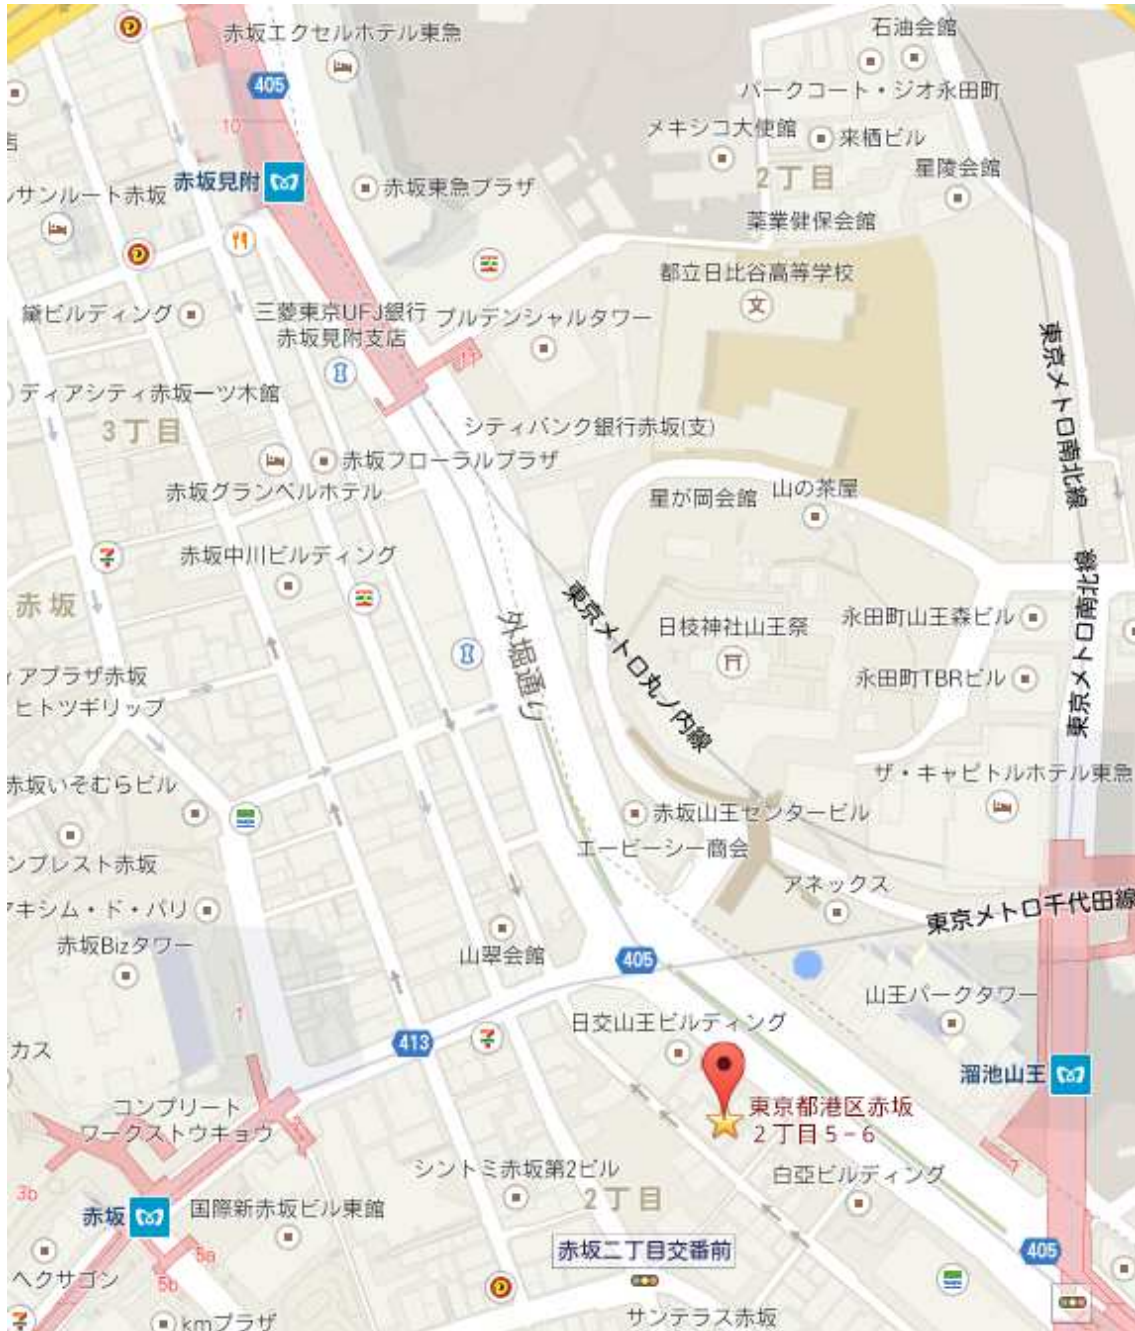 石油会館
赤坂エクセルホテル東急
405
パークコート・ジオ永田町
10
メキシコ大使館
来栖ビル
2丁目
星陵会館
赤坂見附
赤坂東急プラザ
ンサンルート赤坂
薬業健保会館
都立日比谷高等学校
文
黛ビルディング
三菱東京UFJ銀行
赤坂見附支店
プルデンシャルタワー
11
東京メトロ南北線
ディアシティ赤坂一ツ木館
3丁目
シティバンク銀行赤坂(支)
赤坂フローラルプラザ
赤坂グランベルホテル
星が岡会館
山の茶屋
赤坂中川ビルディング
赤坂
外堀通り
東京メトロ丸ノ内線
日枝神社山王祭
永田町山王森ビル
東京メトロ南北線
永田町TBRビル
ィアプラザ赤坂
ヒトツギリップ
赤坂いそむらビル
ザ・キャピトルホテル東急
赤坂山王センタービル
エービーシー商会
ンプレスト赤坂
アネックス
マキシム・ド・パリ
東京メトロ千代田線
赤坂Bizタワー
山翠会館
405
山王パークタワー
1
日交山王ビルディング
413
カス
溜池山王
コンプリート
ワークストウキョウ
2
東京都港区赤坂
2丁目5-6
7
シントミ赤坂第2ビル
白亞ビルディング
3b
赤坂
国際新赤坂ビル東館
2丁目
5a
赤坂二丁目交番前
405
ヘクサゴン
5b
kmプラザ
サンテラス赤坂